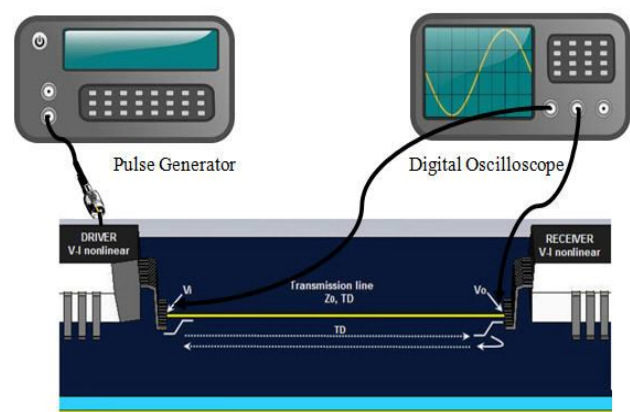 Pulse Generator
Digital Oscilloscope
DRIVER
V-I nonlinear
RECEIVER
V-I nonlinear
Vi
Transmission line
Zo, TD
Vo
TD